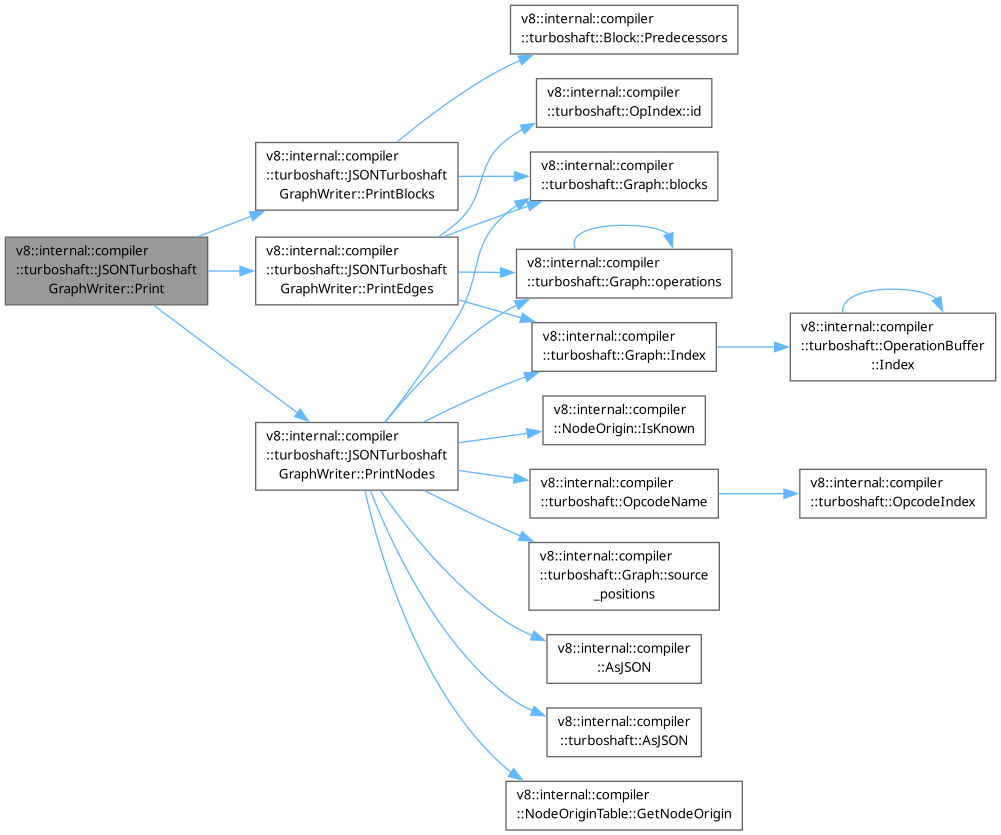 v8::internal::compiler
::turboshaft::JSONTurboshaft
GraphWriter::Print
v8::internal::compiler
::turboshaft::JSONTurboshaft
GraphWriter::PrintBlocks
v8::internal::compiler
::turboshaft::JSONTurboshaft
GraphWriter::PrintEdges
v8::internal::compiler
::turboshaft::JSONTurboshaft
GraphWriter::PrintNodes
v8::internal::compiler
::turboshaft::Block::Predecessors
v8::internal::compiler
::turboshaft::OpIndex::id
v8::internal::compiler
::turboshaft::Graph::blocks
v8::internal::compiler
::turboshaft::Graph::operations
v8::internal::compiler
::turboshaft::Graph::Index
v8::internal::compiler
::turboshaft::OperationBuffer
::Index
v8::internal::compiler
::NodeOrigin::IsKnown
v8::internal::compiler
::turboshaft::OpcodeName
v8::internal::compiler
::turboshaft::OpcodeIndex
v8::internal::compiler
::turboshaft::Graph::source
_positions
v8::internal::compiler
::AsJSON
v8::internal::compiler
::turboshaft::AsJSON
v8::internal::compiler
::NodeOriginTable::GetNodeOrigin